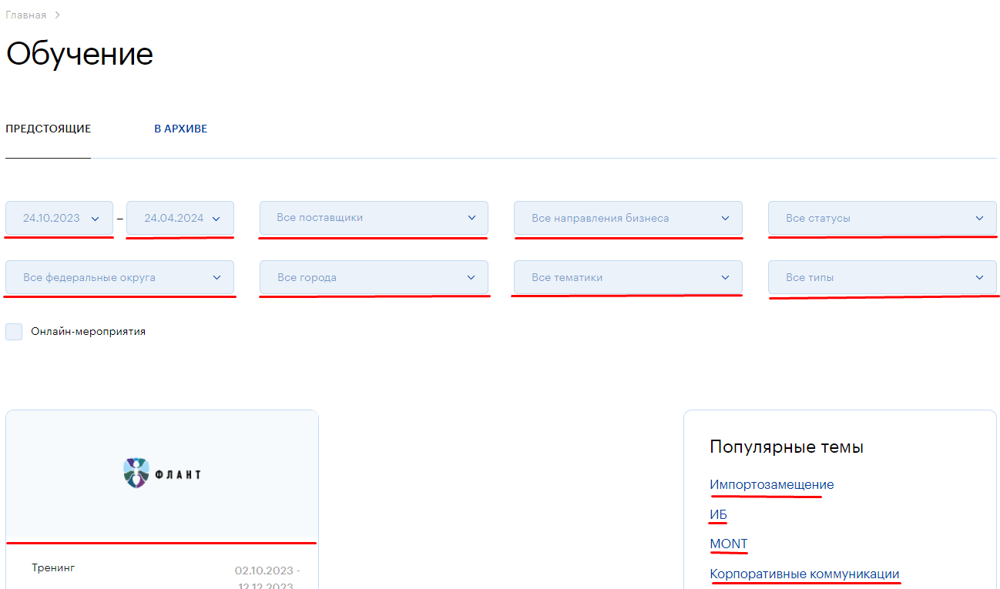 Главная
Обучение
ПРЕДСТОЯЩИЕ В АРХИВЕ
24.10.2023 – 24.04.2024 Все поставщики Все направления бизнеса Все статусы
Все федеральные округа Все города Все тематики Все типы
Онлайн-мероприятия
ФЛАНТ
Тренинг 02.10.2023 -
12.12.2023
Популярные темы
Импортозамещение
ИБ
MONT
Корпоративные коммуникации